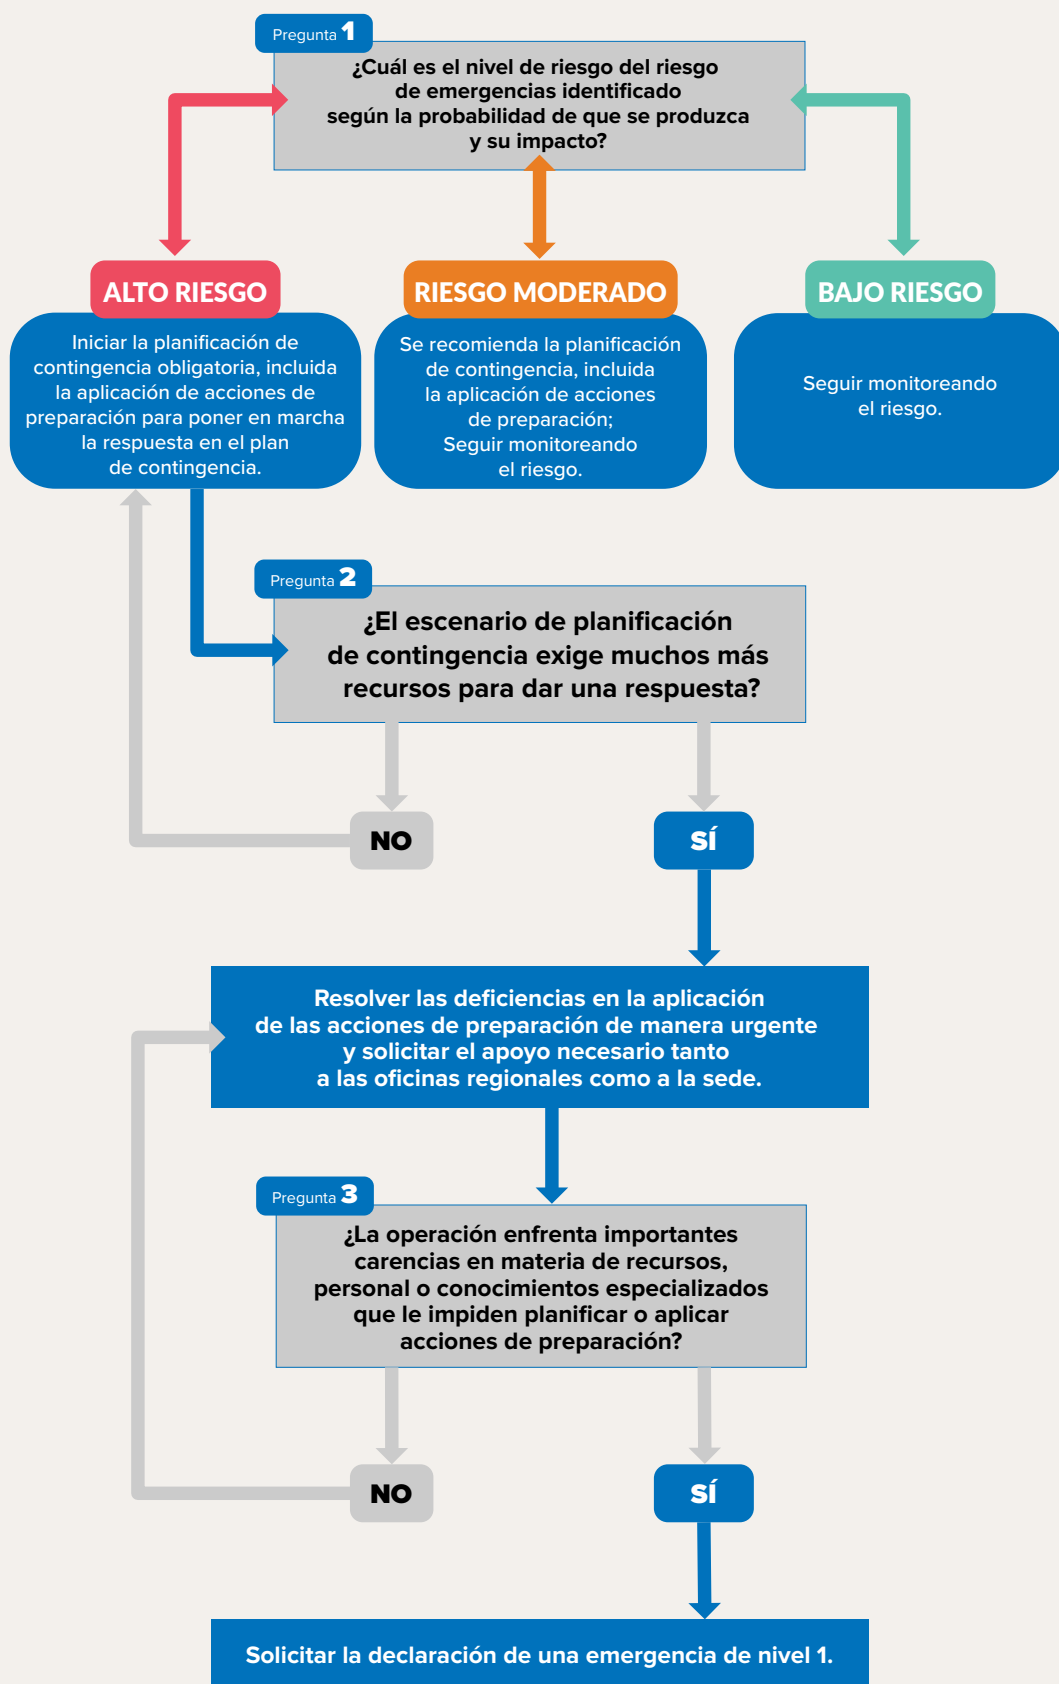 Pregunta 1
¿Cuál es el nivel de riesgo del riesgo
de emergencias identificado
según la probabilidad de que se produzca
y su impacto?
ALTO RIESGO
Iniciar la planificación de
contingencia obligatoria, incluida
la aplicación de acciones de
preparación para poner en marcha
la respuesta en el plan
de contingencia.
RIESGO MODERADO
Se recomienda la planificación
de contingencia, incluida
la aplicación de acciones
de preparación;
Seguir monitoreando
el riesgo.
BAJO RIESGO
Seguir monitoreando
el riesgo.
Pregunta 2
¿El escenario de planificación
de contingencia exige muchos más
recursos para dar una respuesta?
NO
SÍ
Resolver las deficiencias en la aplicación
de las acciones de preparación de manera urgente
y solicitar el apoyo necesario tanto
a las oficinas regionales como a la sede.
Pregunta 3
¿La operación enfrenta importantes
carencias en materia de recursos,
personal o conocimientos especializados
que le impiden planificar o aplicar
acciones de preparación?
NO
SÍ
Solicitar la declaración de una emergencia de nivel 1.